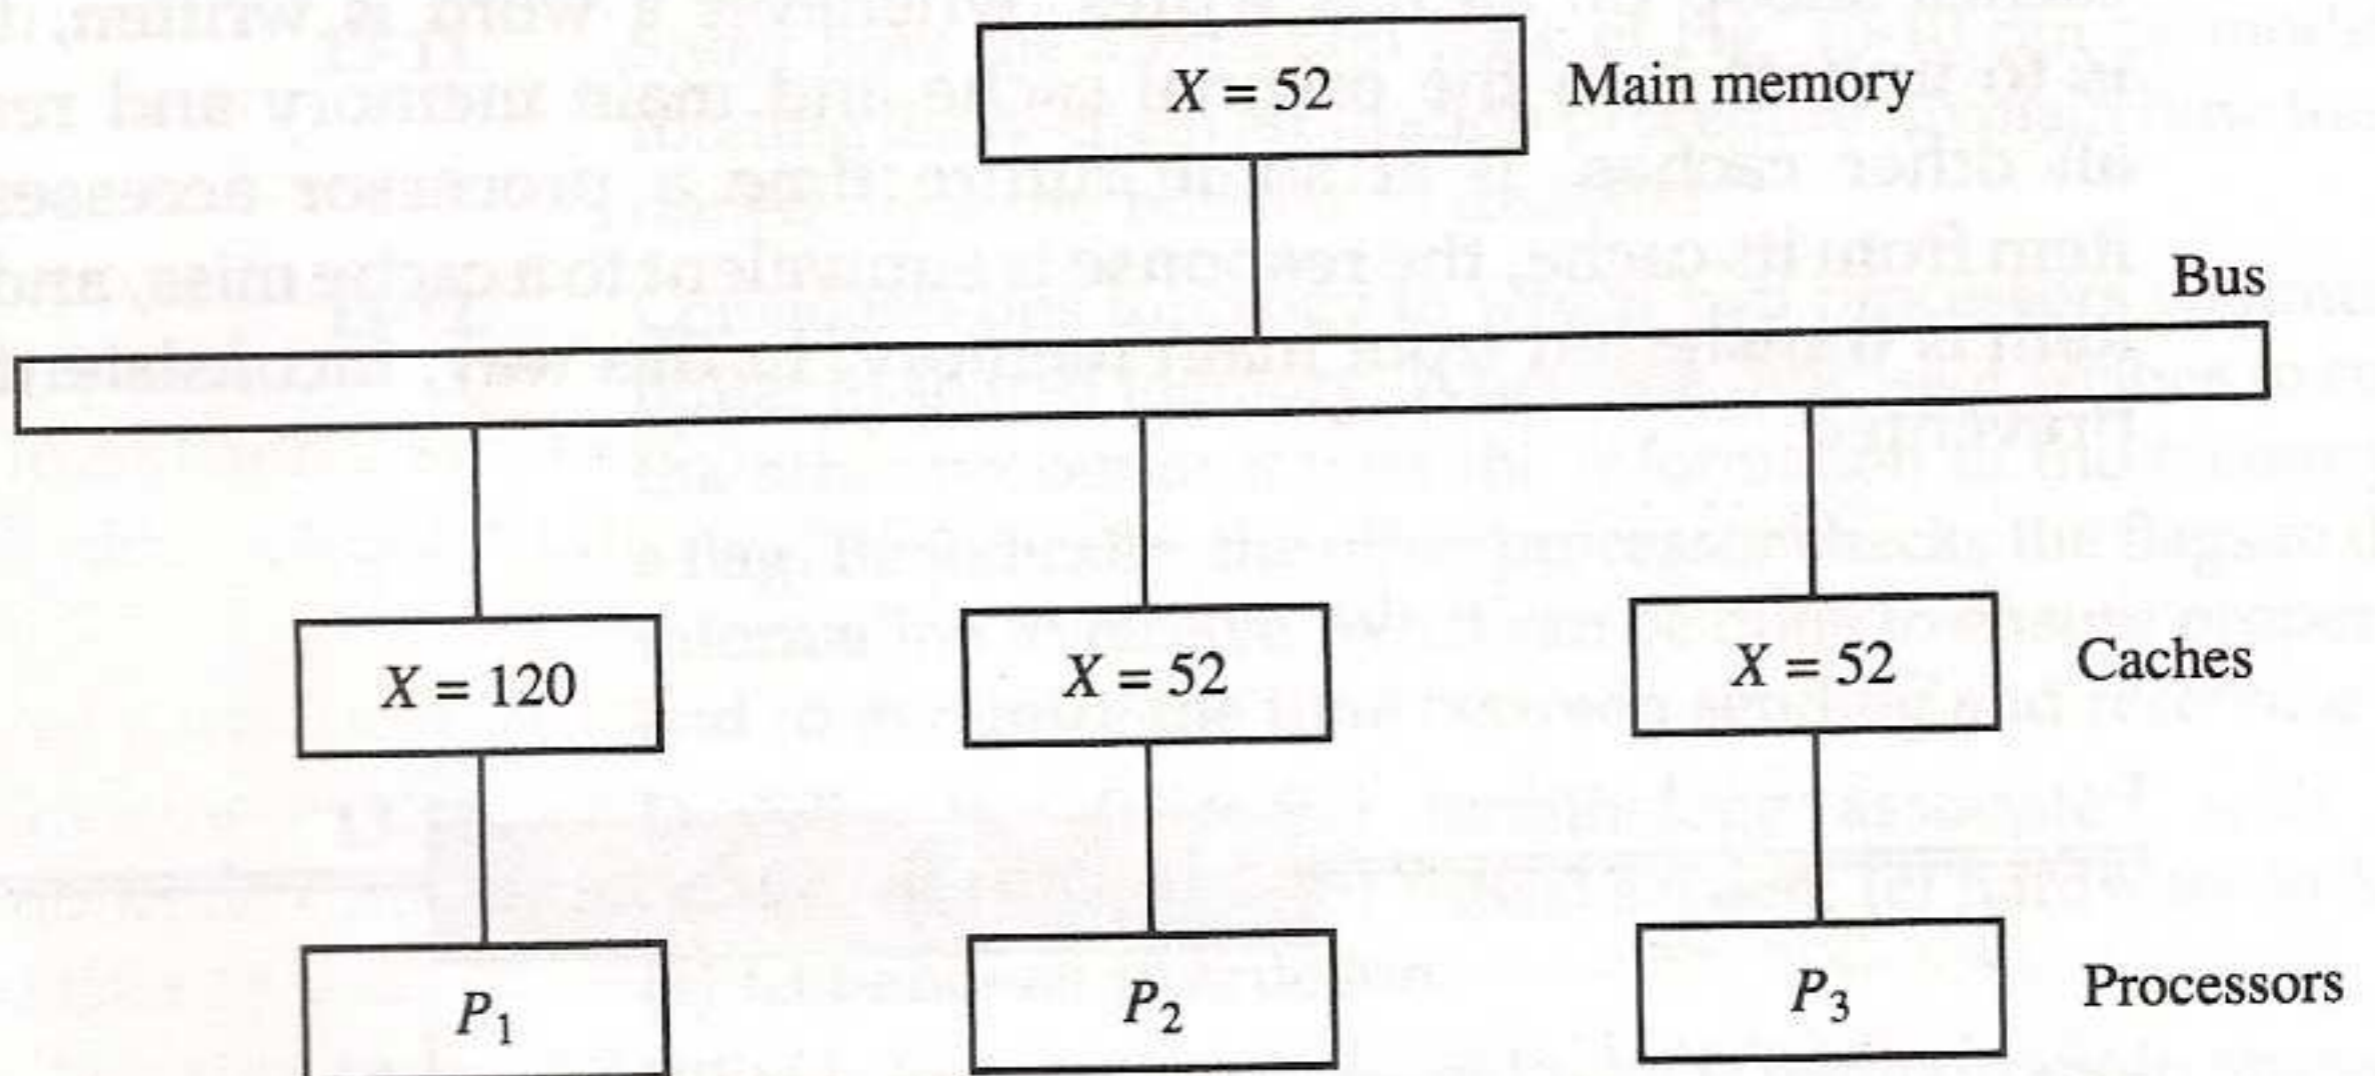 X = 52
Main memory
Bus
X = 120
X = 52
X = 52
Caches
P1
P2
P3
Processors